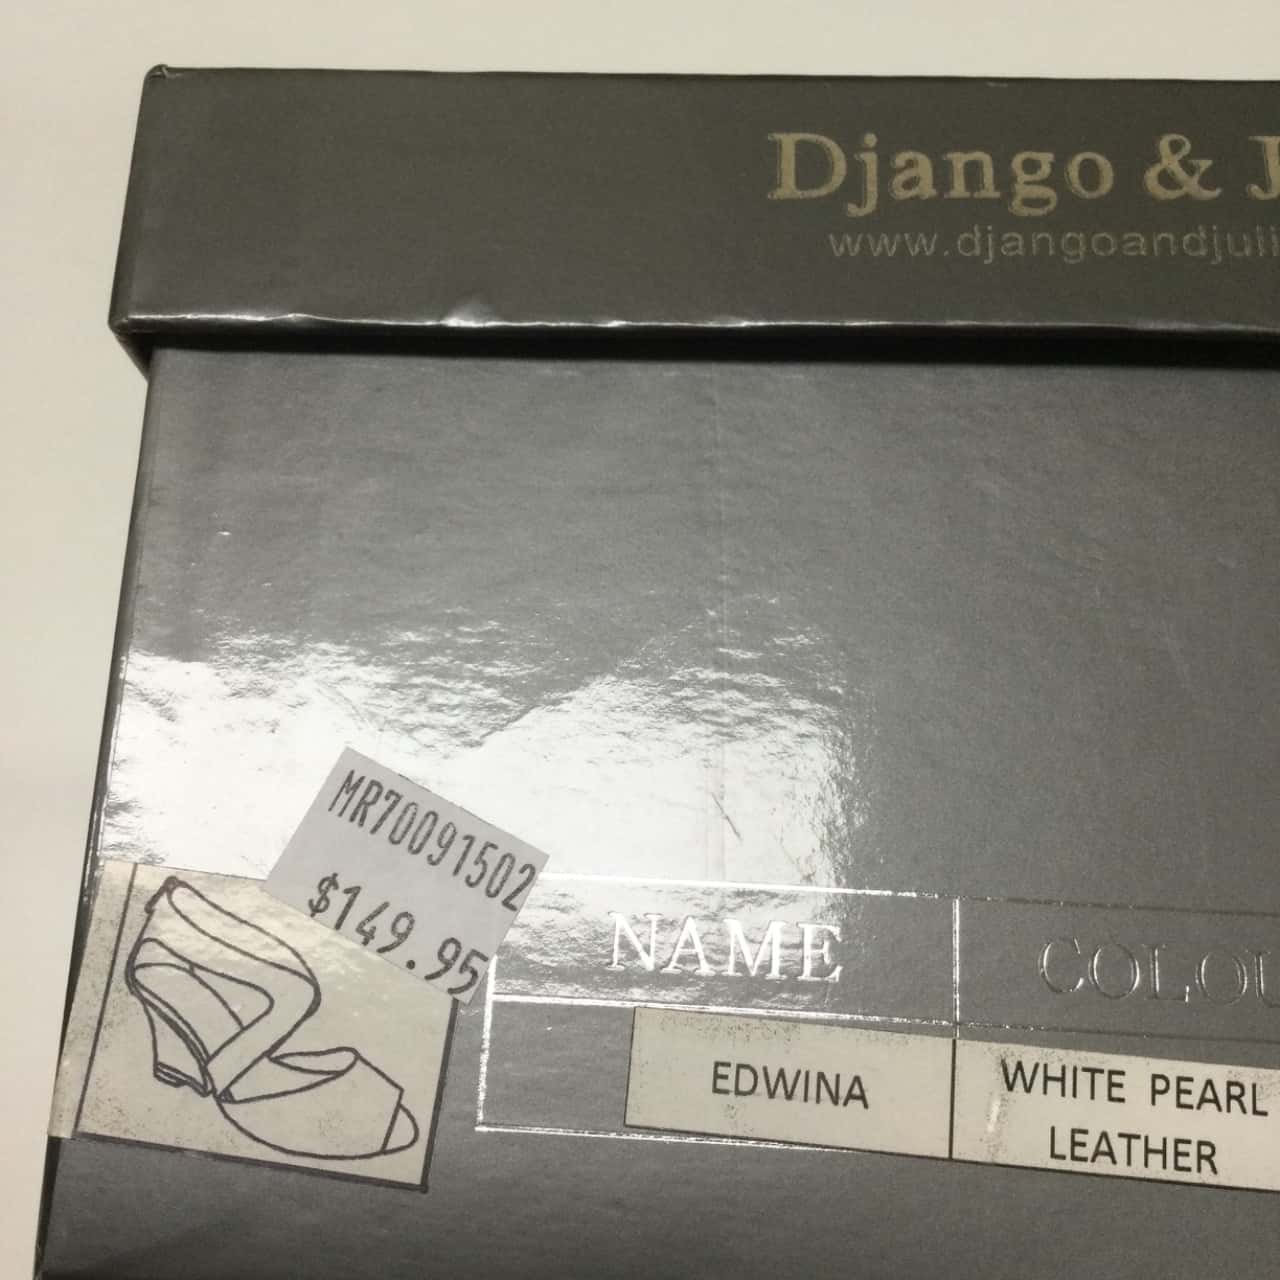 Django & J
www.djangoandjuli
MR70091502
$149.95
NAME
COLOU
EDWINA
WHITE PEARL
LEATHER